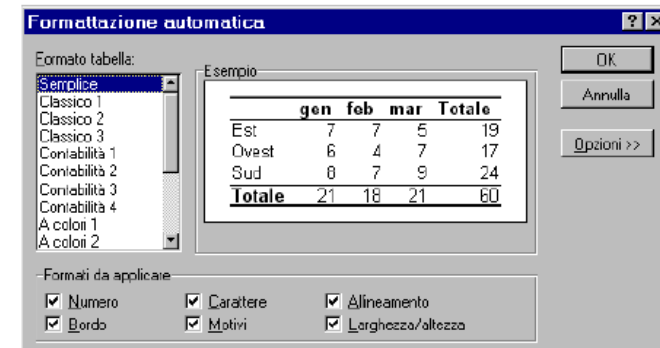 Formattazione automatica
Formato tabella:
Semplice
Classico 1
Classico 2
Classico 3
Contabilità 1
Contabilità 2
Contabilità 3
Contabilità 4
A colori 1
A colori 2
Esempio
gen feb mar Totale
Est 7 7 5 19
Ovest 6 4 7 17
Sud 8 7 9 24
Totale 21 18 21 60
OK
Annulla
Opzioni >>
Formati da applicare
Numero Carattere Allineamento
Bordo Motivi Larghezza/altezza